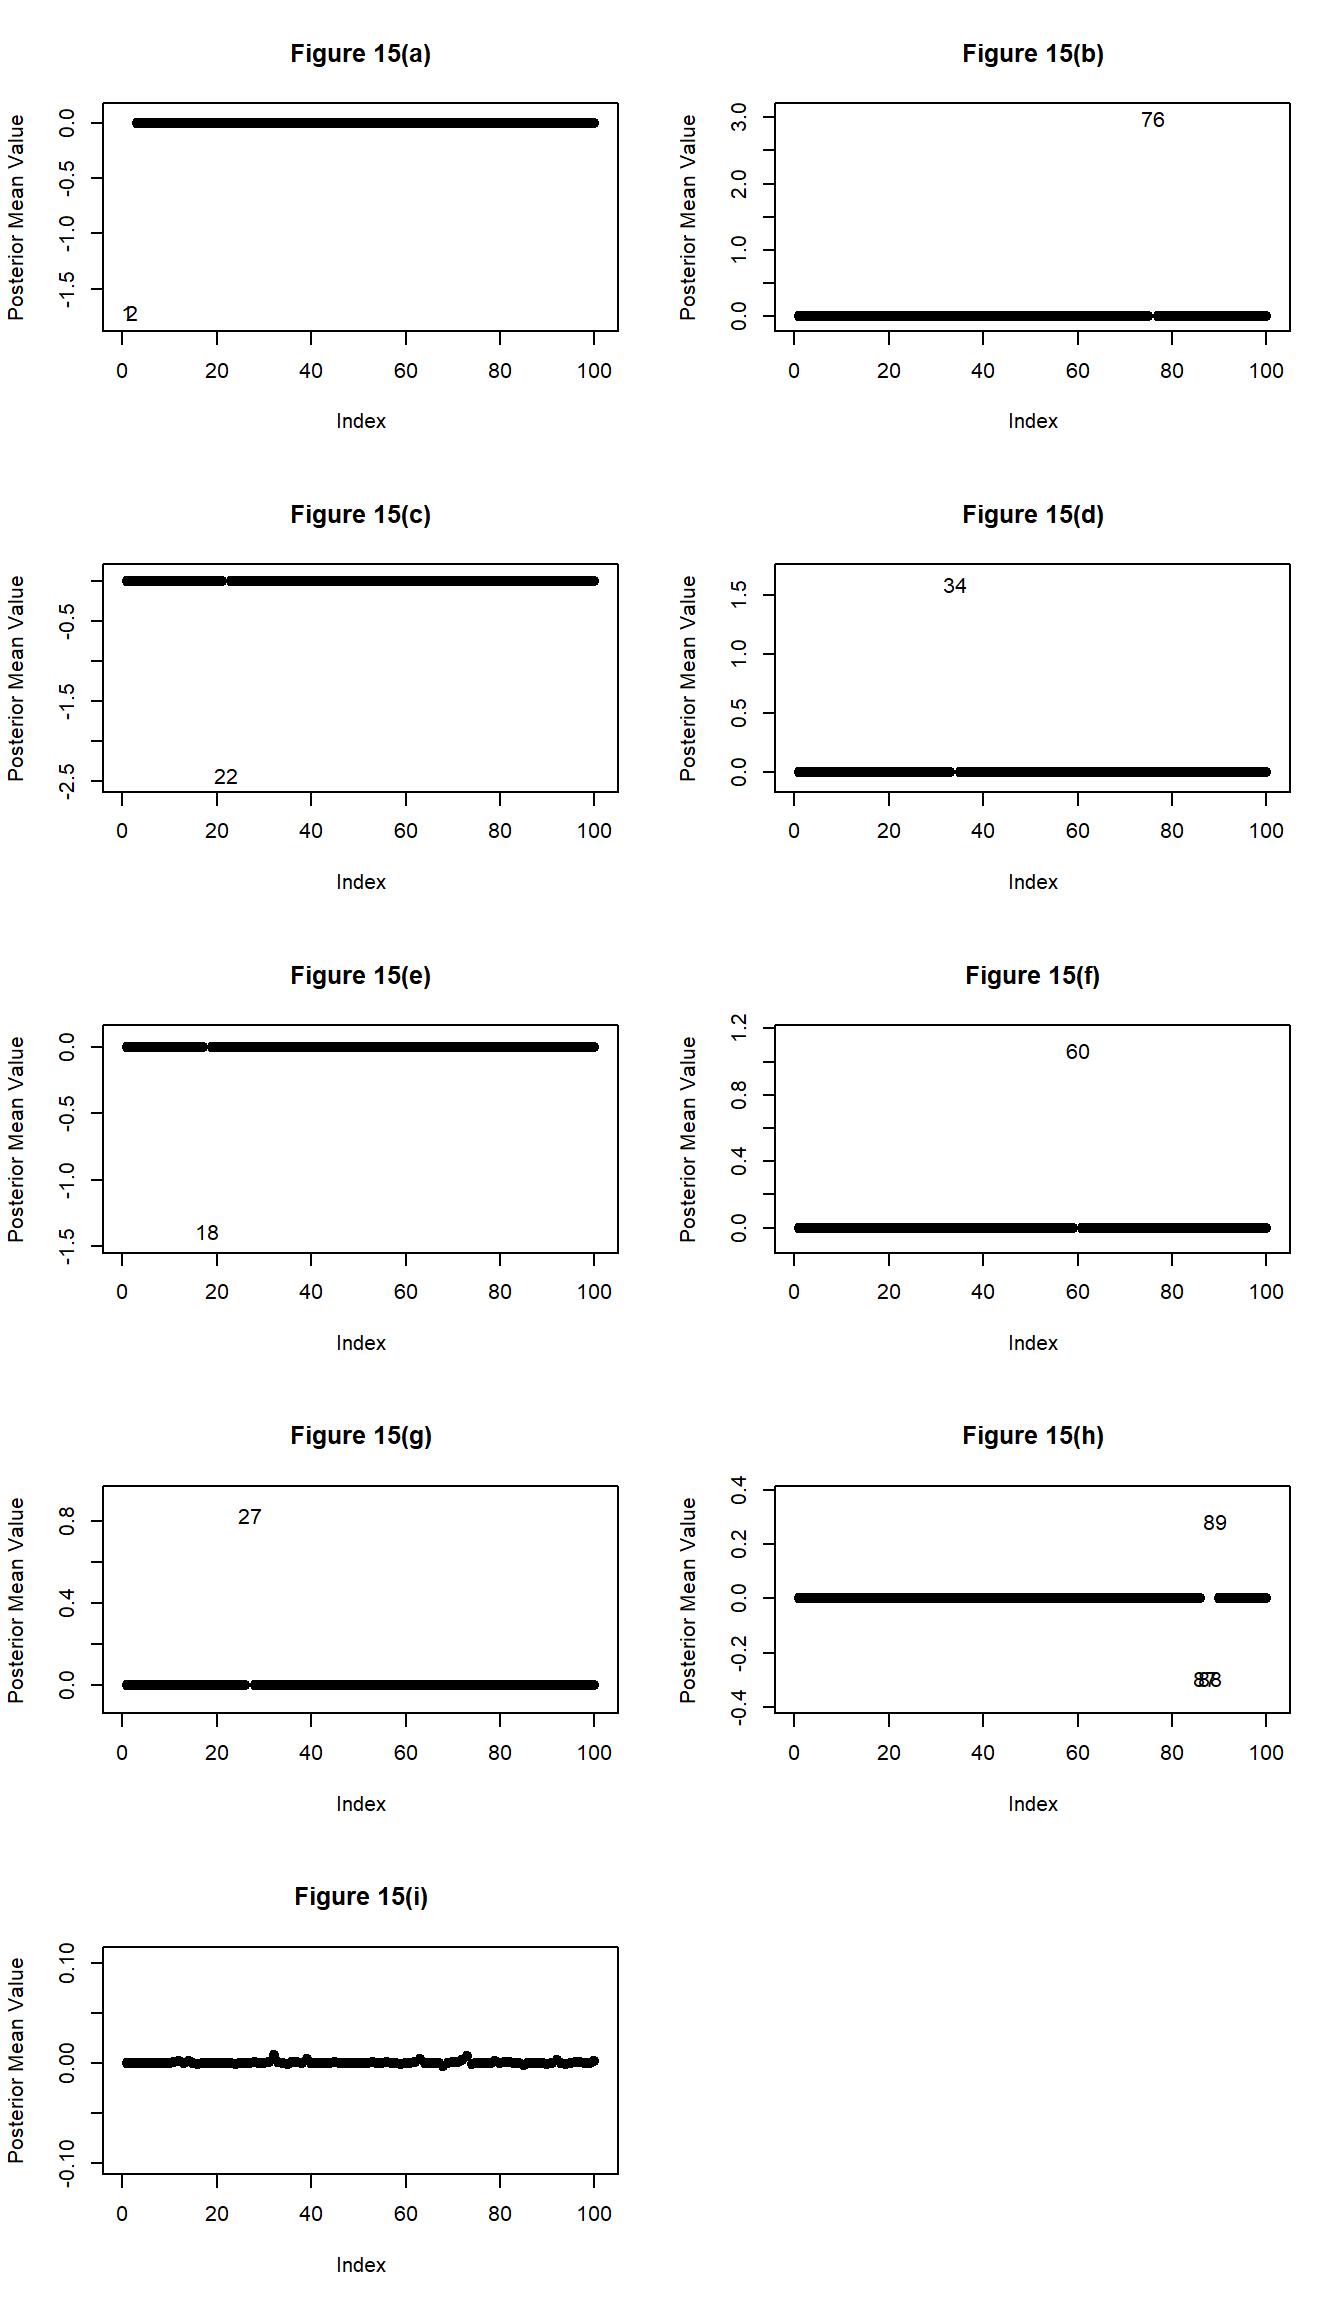 Figure 15(a)
Posterior Mean Value
0.0
-0.5
-1.0
-1.5
1 2
0 20 40 60 80 100
Index
Figure 15(b)
Posterior Mean Value
3.0
2.0
1.0
0.0
76
0 20 40 60 80 100
Index
Figure 15(c)
Posterior Mean Value
-0.5
-1.5
-2.5
22
0 20 40 60 80 100
Index
Figure 15(d)
Posterior Mean Value
1.5
1.0
0.5
0.0
34
0 20 40 60 80 100
Index
Figure 15(e)
Posterior Mean Value
0.0
-0.5
-1.0
-1.5
18
0 20 40 60 80 100
Index
Figure 15(f)
Posterior Mean Value
1.2
0.8
0.4
0.0
60
0 20 40 60 80 100
Index
Figure 15(g)
Posterior Mean Value
0.8
0.4
0.0
27
0 20 40 60 80 100
Index
Figure 15(h)
Posterior Mean Value
0.4
0.2
0.0
-0.2
-0.4
89
87 88
0 20 40 60 80 100
Index
Figure 15(i)
Posterior Mean Value
0.10
0.00
-0.10
0 20 40 60 80 100
Index